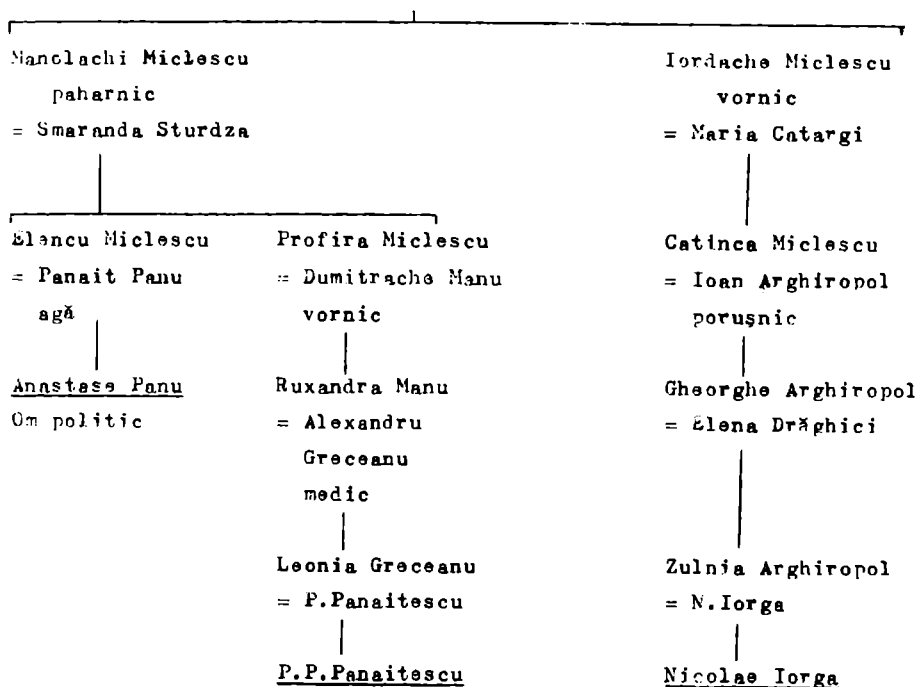 Manolachi Miclescu
paharnic
= Smaranda Sturdza
Iordache Miclescu
vornic
= Maria Catargi
Elencu Miclescu
= Panait Panu
agă
Anastase Panu
Om politic
Profira Miclescu
= Dumitrache Manu
vornic
Ruxandra Manu
= Alexandru
Greceanu
medic
Leonia Greceanu
= P.Panaitescu
P.P.Panaitescu
Catinca Miclescu
= Ioan Arghiropol
porușnic
Gheorghe Arghiropol
= Elena Drăghici
Zulnia Arghiropol
= N.Iorga
Nicolae Iorga